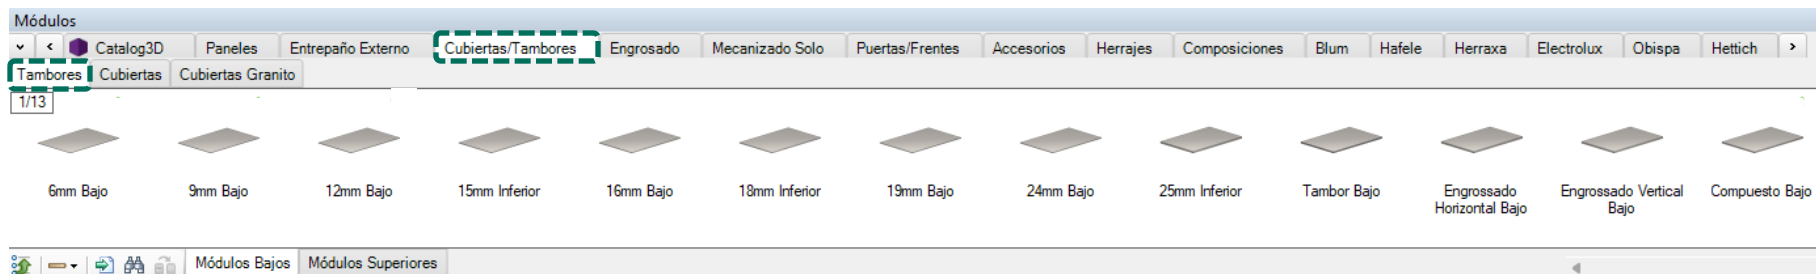 Módulos
Catalog3D Paneles Entrepaño Externo Cubiertas/Tambores Engrosado Mecanizado Solo Puertas/Frentes Accesorios Herrajes Composiciones Blum Hafele Herraxa Electrolux Obispa Hettich
Tambores Cubiertas Cubiertas Granito
1/13
6mm Bajo 9mm Bajo 12mm Bajo 15mm Inferior 16mm Bajo 18mm Inferior 19mm Bajo 24mm Bajo 25mm Inferior Tambor Bajo Engrossado Engrossado Vertical Compuesto Bajo
Horizontal Bajo Bajo
Módulos Bajos Módulos Superiores